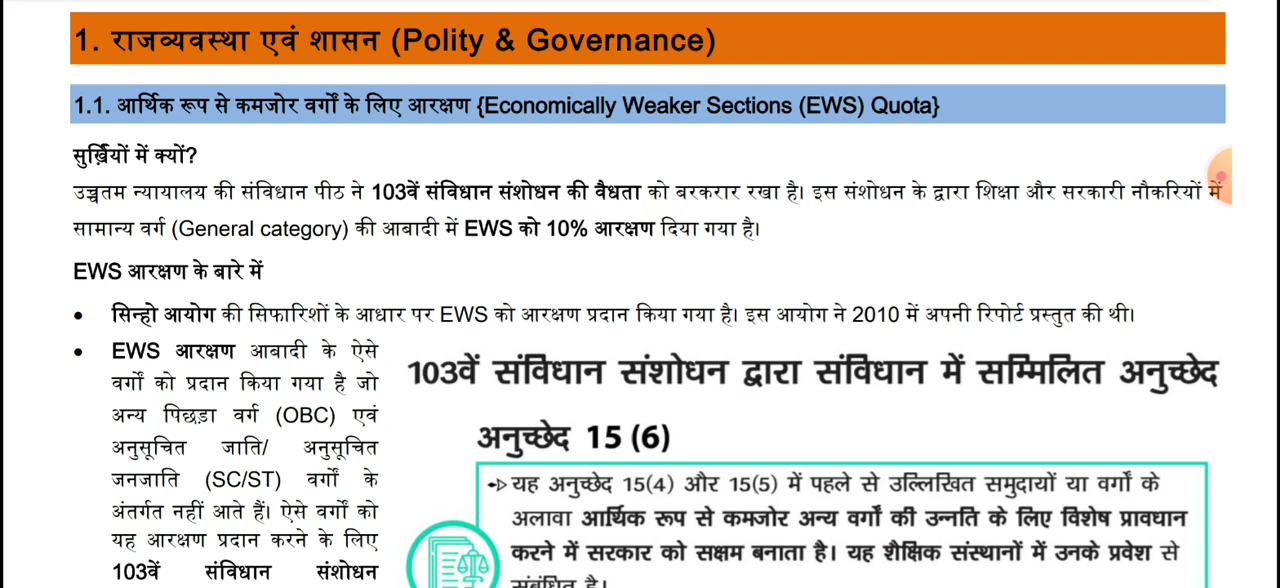 1. राजव्यवस्था एवं शासन (Polity & Governance)
1.1. आर्थिक रूप से कमजोर वर्गों के लिए आरक्षण {Economically Weaker Sections (EWS) Quota}
सुर्ख़ियों में क्यों?
उच्चतम न्यायालय की संविधान पीठ ने 103वें संविधान संशोधन की वैधता को बरकरार रखा है। इस संशोधन के द्वारा शिक्षा और सरकारी नौकरियों में
सामान्य वर्ग (General category) की आबादी में EWS को 10% आरक्षण दिया गया है।
EWS आरक्षण के बारे में
• सिन्हो आयोग की सिफारिशों के आधार पर EWS को आरक्षण प्रदान किया गया है। इस आयोग ने 2010 में अपनी रिपोर्ट प्रस्तुत की थी।
• EWS आरक्षण आबादी के ऐसे
वर्गों को प्रदान किया गया है जो
अन्य पिछड़ा वर्ग (OBC) एवं
अनुसूचित जाति/ अनुसूचित
जनजाति (SC/ST) वर्गों के
अंतर्गत नहीं आते हैं। ऐसे वर्गों को
यह आरक्षण प्रदान करने के लिए
103वें संविधान संशोधन
103वें संविधान संशोधन द्वारा संविधान में सम्मिलित अनुच्छेद
अनुच्छेद 15 (6)
यह अनुच्छेद 15(4) और 15(5) में पहले से उल्लिखित समुदायों या वर्गों के
अलावा आर्थिक रूप से कमजोर अन्य वर्गों की उन्नति के लिए विशेष प्रावधान
करने में सरकार को सक्षम बनाता है। यह शैक्षिक संस्थानों में उनके प्रवेश से
संबंधित है।